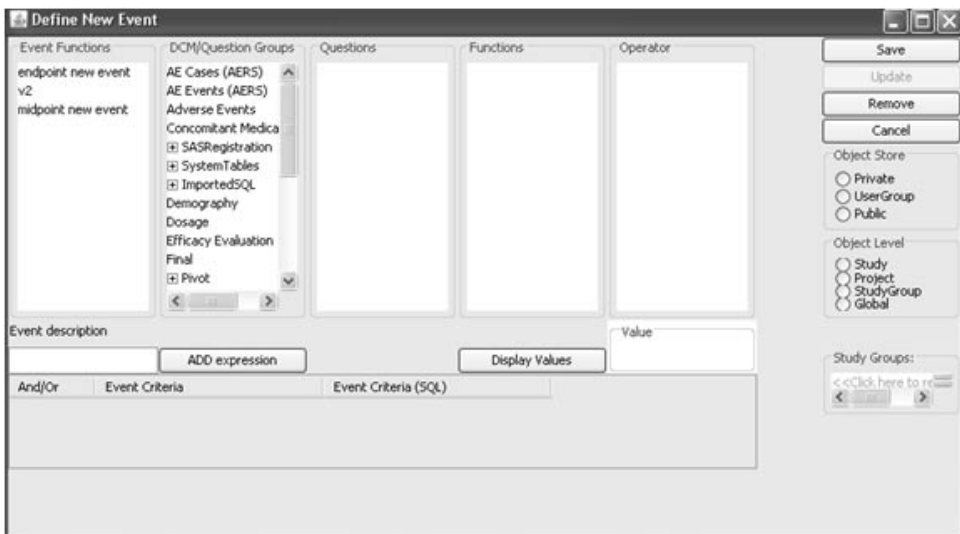 Define New Event
Event Functions
endpoint new event
v2
midpoint new event
DCM/Question Groups
AE Cases (AERS)
AE Events (AERS)
Adverse Events
Concomitant Medica
SASRegistration
SystemTables
ImportedSQL
Demography
Dosage
Efficacy Evaluation
Final
Pivot
Questions
Functions
Operator
Save
Update
Remove
Cancel
Object Store
Private
UserGroup
Public
Object Level
Study
Project
StudyGroup
Global
Event description
ADD expression
Display Values
Value
Study Groups:
<<Click here to re
And/Or Event Criteria Event Criteria (SQL)